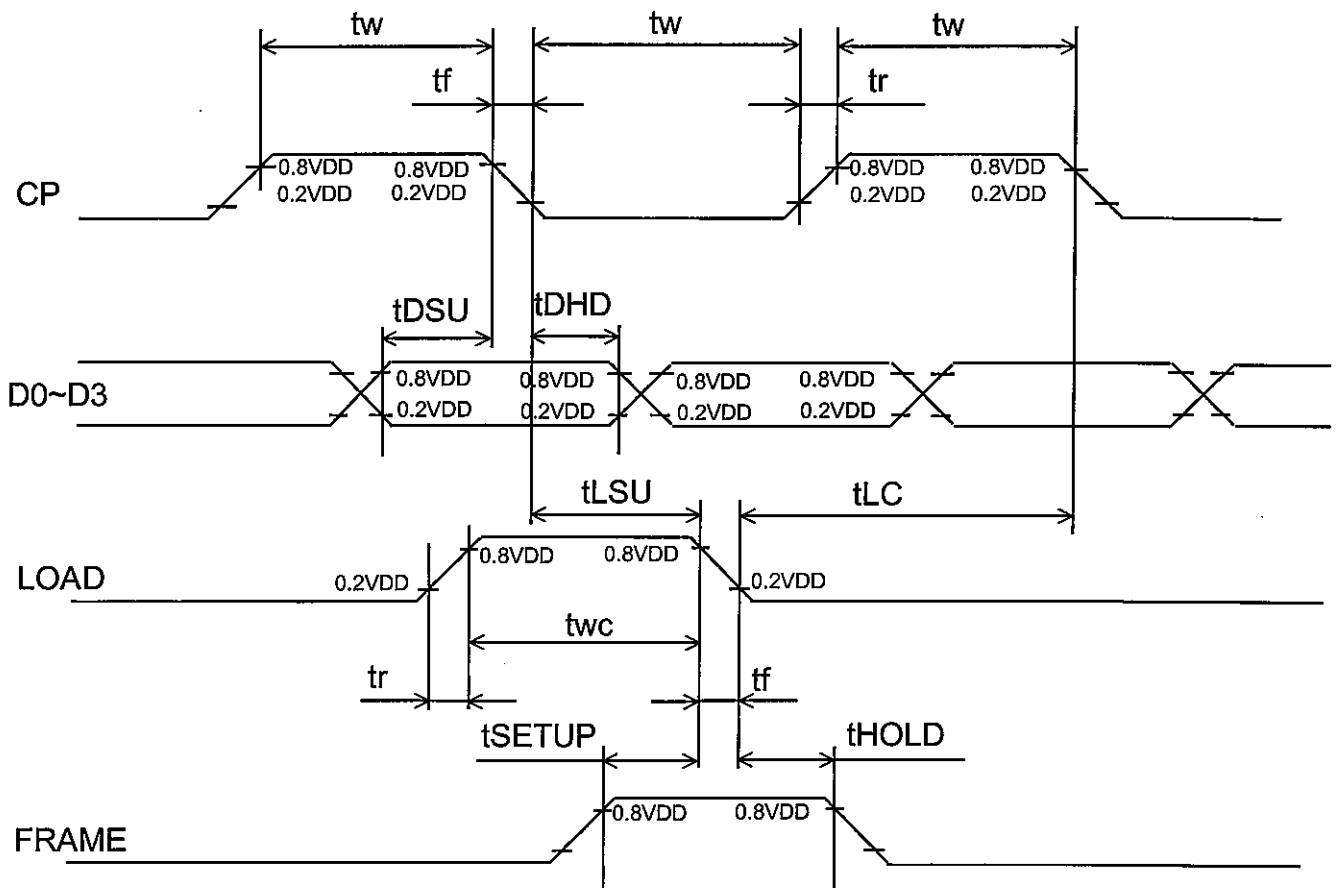 tw tw tw
tf tr
CP
0.8VDD 0.8VDD 0.8VDD 0.8VDD
0.2VDD 0.2VDD 0.2VDD 0.2VDD
tDSU tDHD
D0~D3
0.8VDD 0.8VDD 0.8VDD 0.8VDD
0.2VDD 0.2VDD 0.2VDD 0.2VDD
tLSU tLC
LOAD
0.8VDD 0.8VDD
0.2VDD 0.2VDD
twc
tr tf
tSETUP tHOLD
FRAME
0.8VDD 0.8VDD